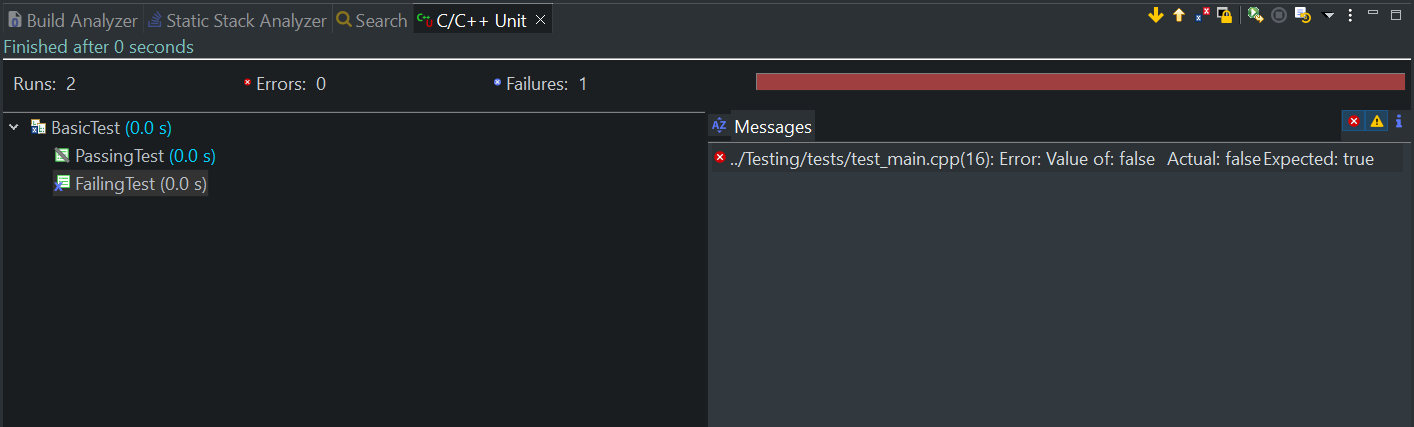 Build Analyzer Static Stack Analyzer Search C/C++ Unit
Finished after 0 seconds
Runs: 2 Errors: 0 Failures: 1
BasicTest (0.0 s)
PassingTest (0.0 s)
FailingTest (0.0 s)
Messages
../Testing/tests/test_main.cpp(16): Error: Value of: false Actual: falseExpected: true